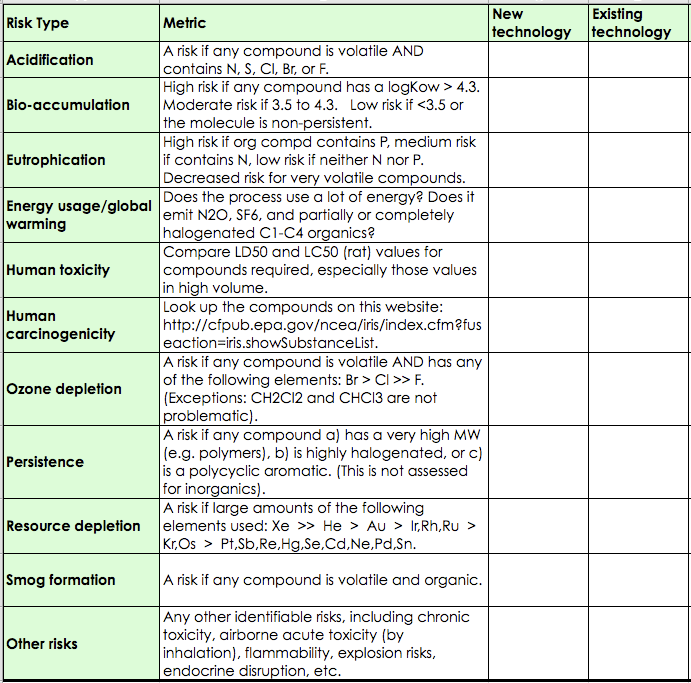 Risk Type
Metric
New
technology
Existing
technology
Acidification
A risk if any compound is volatile AND
contains N, S, Cl, Br, or F.
Bio-accumulation
High risk if any compound has a logKow > 4.3.
Moderate risk if 3.5 to 4.3. Low risk if <3.5 or
the molecule is non-persistent.
Eutrophication
High risk if org compd contains P, medium risk
if contains N, low risk if neither N nor P.
Decreased risk for very volatile compounds.
Energy usage/global
warming
Does the process use a lot of energy? Does it
emit N2O, SF6, and partially or completely
halogenated C1-C4 organics?
Human toxicity
Compare LD50 and LC50 (rat) values for
compounds required, especially those values
in high volume.
Human
carcinogenicity
Look up the compounds on this website:
http://cfpub.epa.gov/ncea/iris/index.cfm?fus
eaction=iris.showSubstanceList.
Ozone depletion
A risk if any compound is volatile AND has any
of the following elements: Br > Cl >> F.
(Exceptions: CH2Cl2 and CHCl3 are not
problematic).
Persistence
A risk if any compound a) has a very high MW
(e.g. polymers), b) is highly halogenated, or c)
is a polycyclic aromatic. (This is not assessed
for inorganics).
Resource depletion
A risk if large amounts of the following
elements used: Xe >> He > Au > Ir,Rh,Ru >
Kr,Os > Pt,Sb,Re,Hg,Se,Cd,Ne,Pd,Sn.
Smog formation
A risk if any compound is volatile and organic.
Other risks
Any other identifiable risks, including chronic
toxicity, airborne acute toxicity (by
inhalation), flammability, explosion risks,
endocrine disruption, etc.